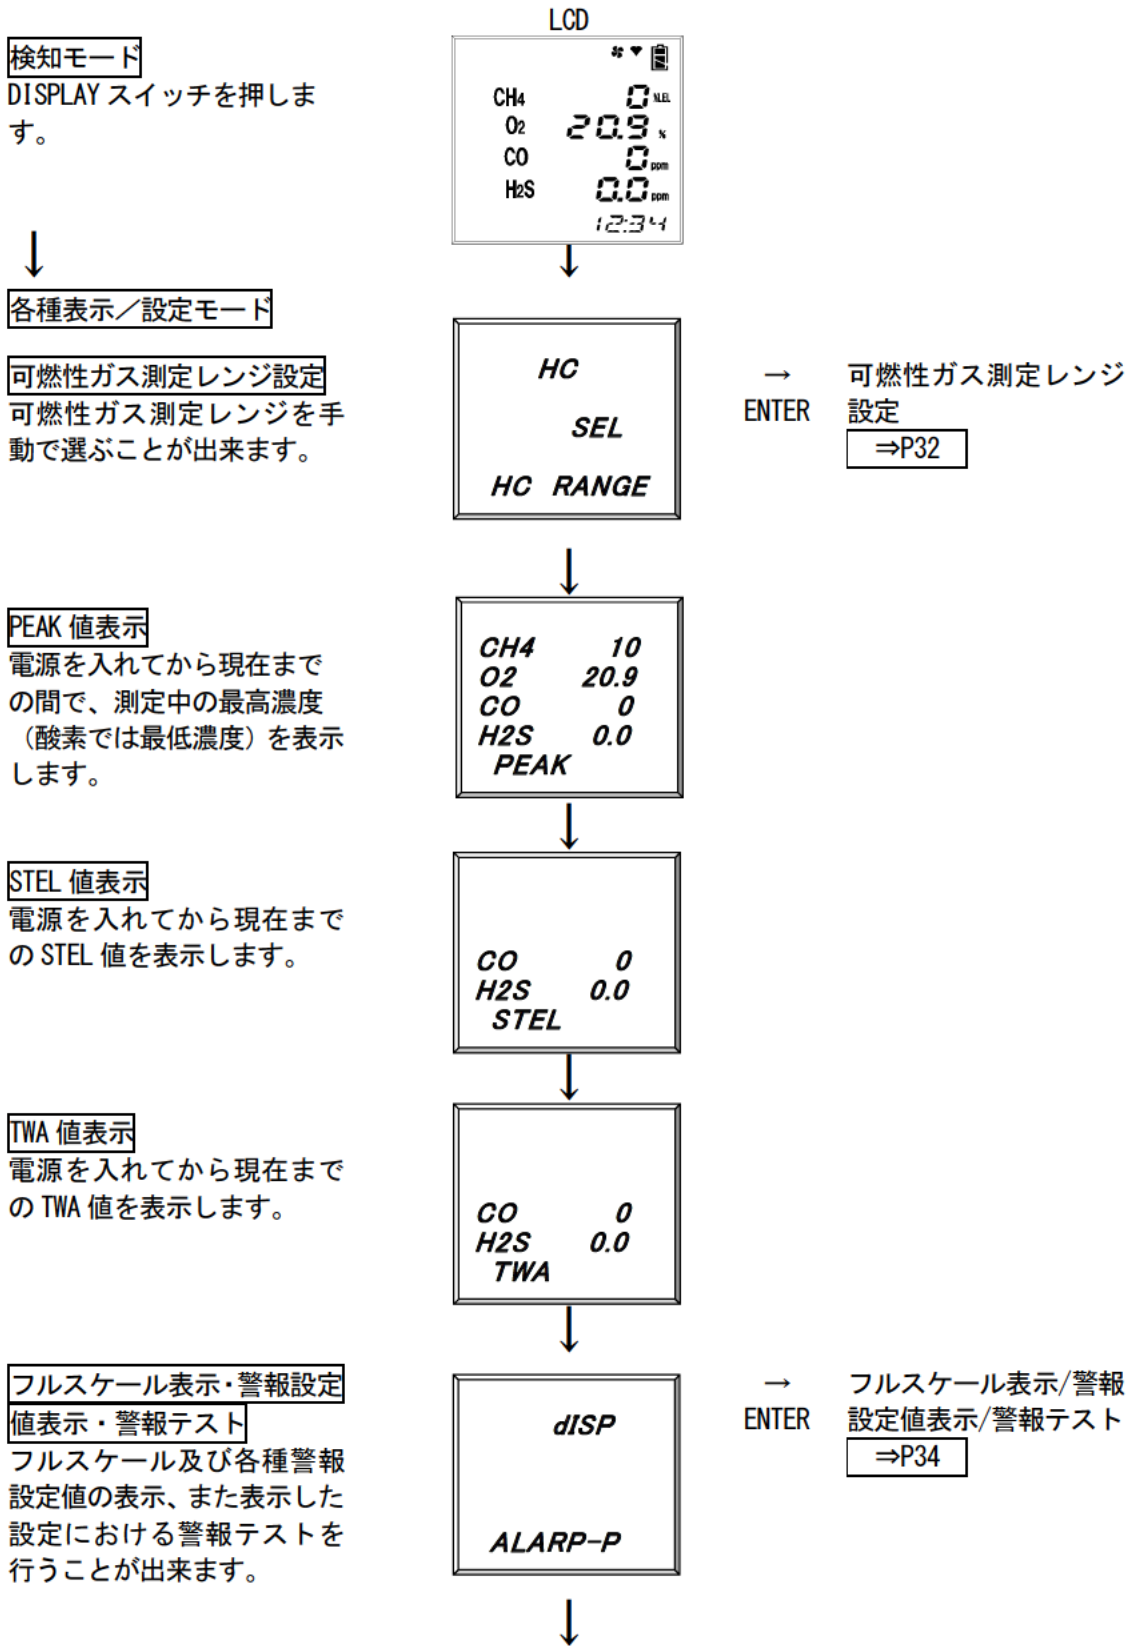 LCD
検知モード
DISPLAY スイッチを押しま
す。
CH4 0 %LEL
O2 20.9 %
CO 0 ppm
H2S 0.0 ppm
12:34
↓
↓
各種表示／設定モード
可燃性ガス測定レンジ設定
可燃性ガス測定レンジを手
動で選ぶことが出来ます。
HC
SEL
HC RANGE
→
ENTER
可燃性ガス測定レンジ
設定
⇒P32
↓
PEAK 値表示
電源を入れてから現在まで
の間で、測定中の最高濃度
（酸素では最低濃度）を表示
します。
CH4 10
O2 20.9
CO 0
H2S 0.0
PEAK
↓
STEL 値表示
電源を入れてから現在まで
の STEL 値を表示します。
CO 0
H2S 0.0
STEL
↓
TWA 値表示
電源を入れてから現在まで
の TWA 値を表示します。
CO 0
H2S 0.0
TWA
↓
フルスケール表示・警報設定
値表示・警報テスト
フルスケール及び各種警報
設定値の表示、また表示した
設定における警報テストを
行うことが出来ます。
dISP
ALARP-P
→
ENTER
フルスケール表示/警報
設定値表示/警報テスト
⇒P34
↓